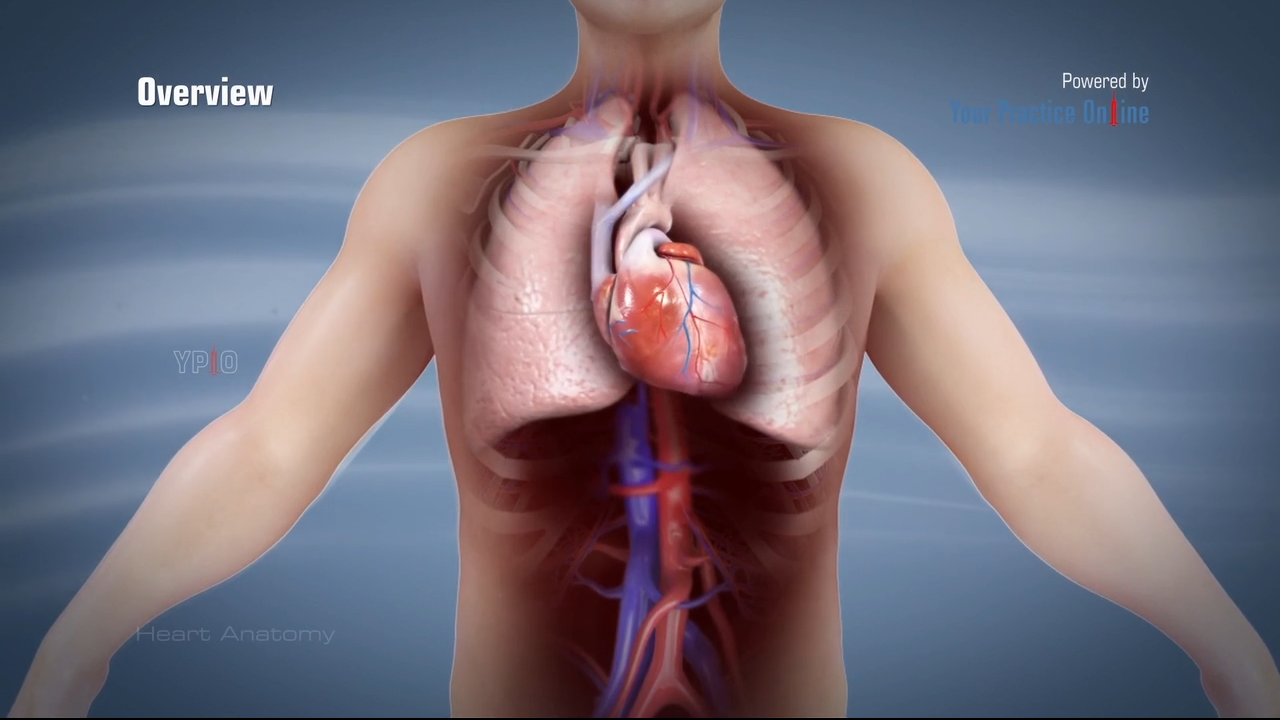 Overview
Powered by
Your Practice Online
YPO
Heart Anatomy